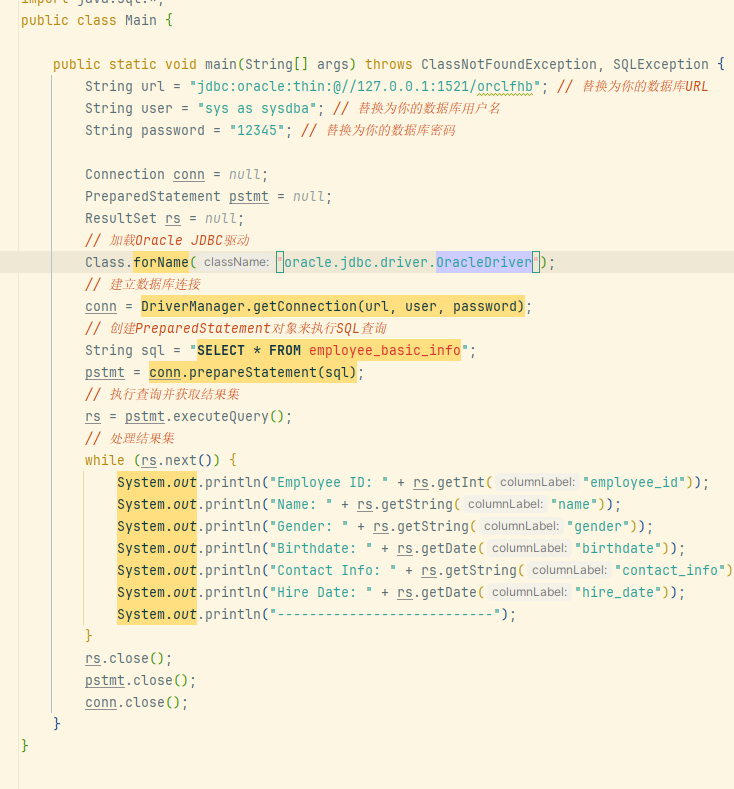 import java.sql.*;
public class Main {
public static void main(String[] args) throws ClassNotFoundException, SQLException {
String url = "jdbc:oracle:thin:@//127.0.0.1:1521/orclfhb"; // 替换为你的数据库URL
String user = "sys as sysdba"; // 替换为你的数据库用户名
String password = "12345"; // 替换为你的数据库密码
Connection conn = null;
PreparedStatement pstmt = null;
ResultSet rs = null;
// 加载Oracle JDBC驱动
Class.forName( className: "oracle.jdbc.driver.OracleDriver");
// 建立数据库连接
conn = DriverManager.getConnection(url, user, password);
// 创建PreparedStatement对象来执行SQL查询
String sql = "SELECT * FROM employee_basic_info";
pstmt = conn.prepareStatement(sql);
// 执行查询并获取结果集
rs = pstmt.executeQuery();
// 处理结果集
while (rs.next()) {
System.out.println("Employee ID: " + rs.getInt( columnLabel: "employee_id"));
System.out.println("Name: " + rs.getString( columnLabel: "name"));
System.out.println("Gender: " + rs.getString( columnLabel: "gender"));
System.out.println("Birthdate: " + rs.getDate( columnLabel: "birthdate"));
System.out.println("Contact Info: " + rs.getString( columnLabel: "contact_info")
System.out.println("Hire Date: " + rs.getDate( columnLabel: "hire_date"));
System.out.println("---------------------------");
}
rs.close();
pstmt.close();
conn.close();
}
}